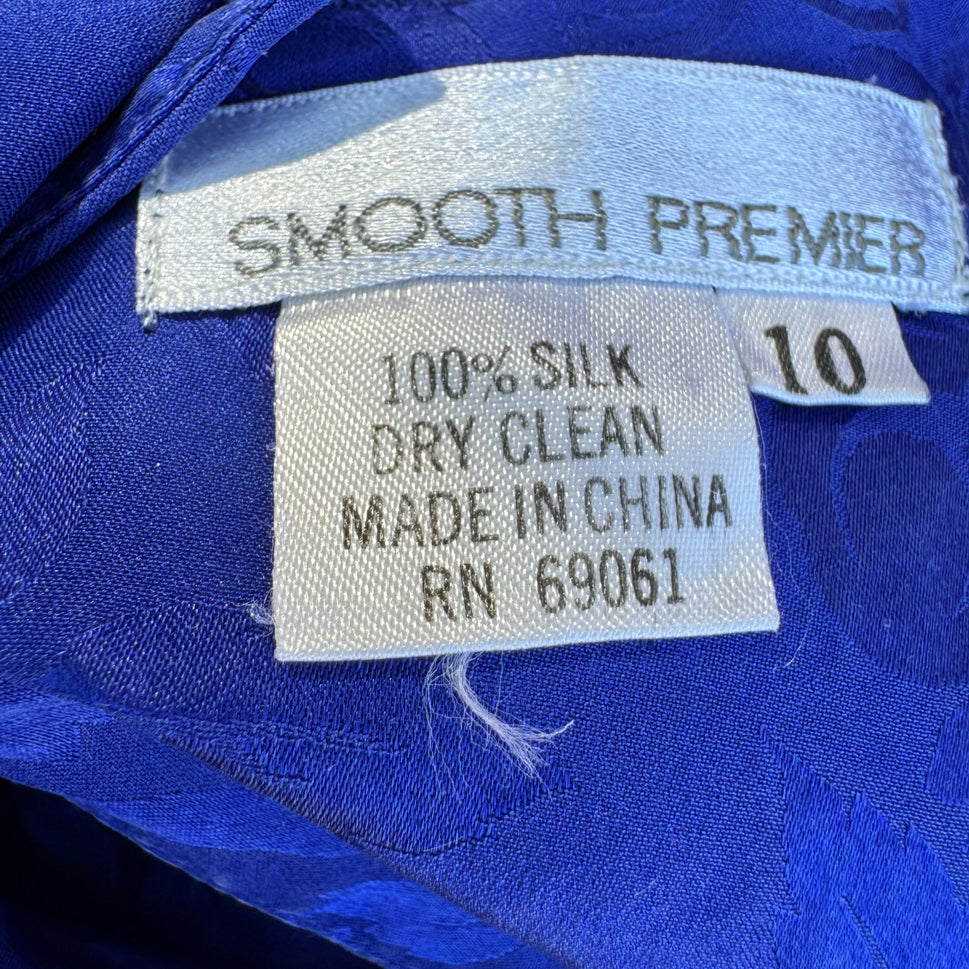 SMOOTH PREMIER
10
100% SILK
DRY CLEAN
MADE IN CHINA
RN 69061